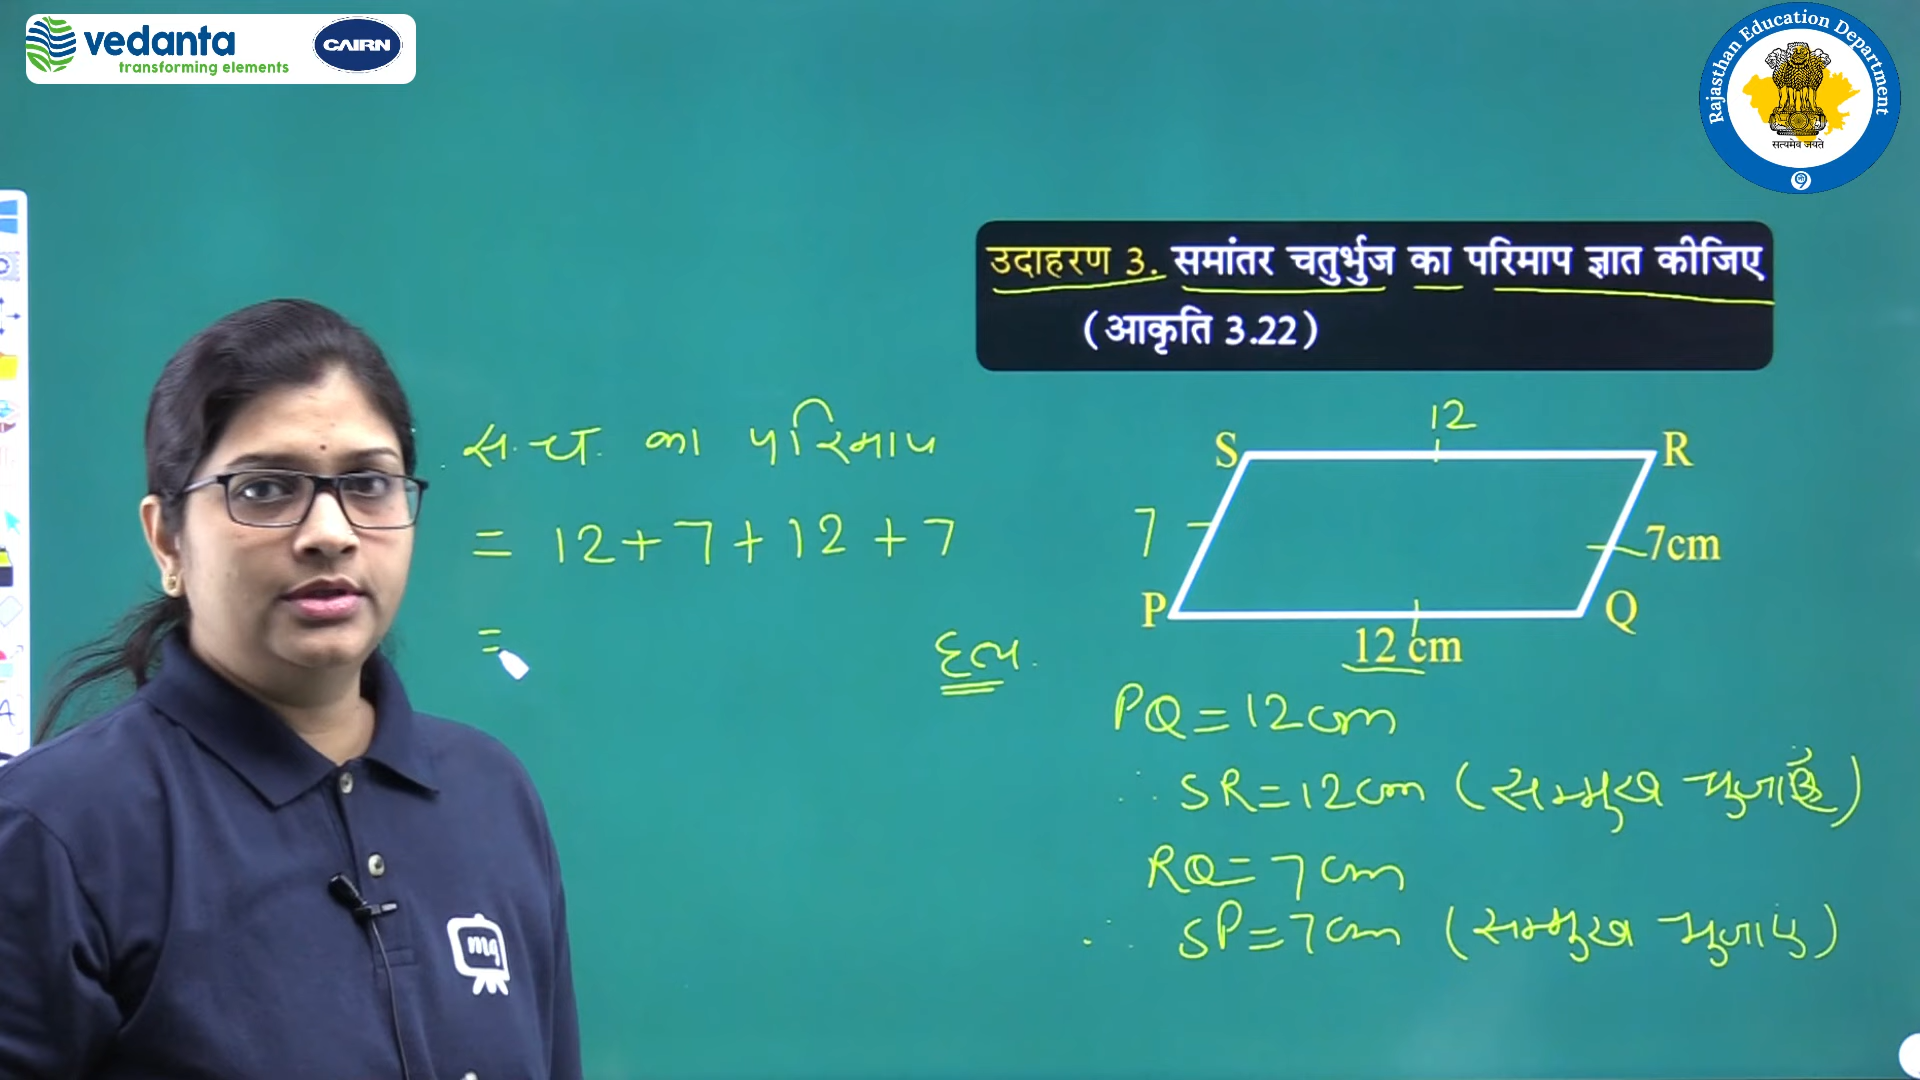 vedanta
transforming elements
CAIRN
Rajasthan Education Department
सत्यमेव जयते
उदाहरण 3. समांतर चतुर्भुज का परिमाप ज्ञात कीजिए
(आकृति 3.22)
स.च. का परिमाप
= 12+7+12+7
=
हल
12
S
R
7
7cm
P
Q
12 cm
PQ=12cm
∴ SR=12cm (सम्मुख भुजाएँ)
RQ=7cm
∴ SP=7cm (सम्मुख भुजाएँ)
mq